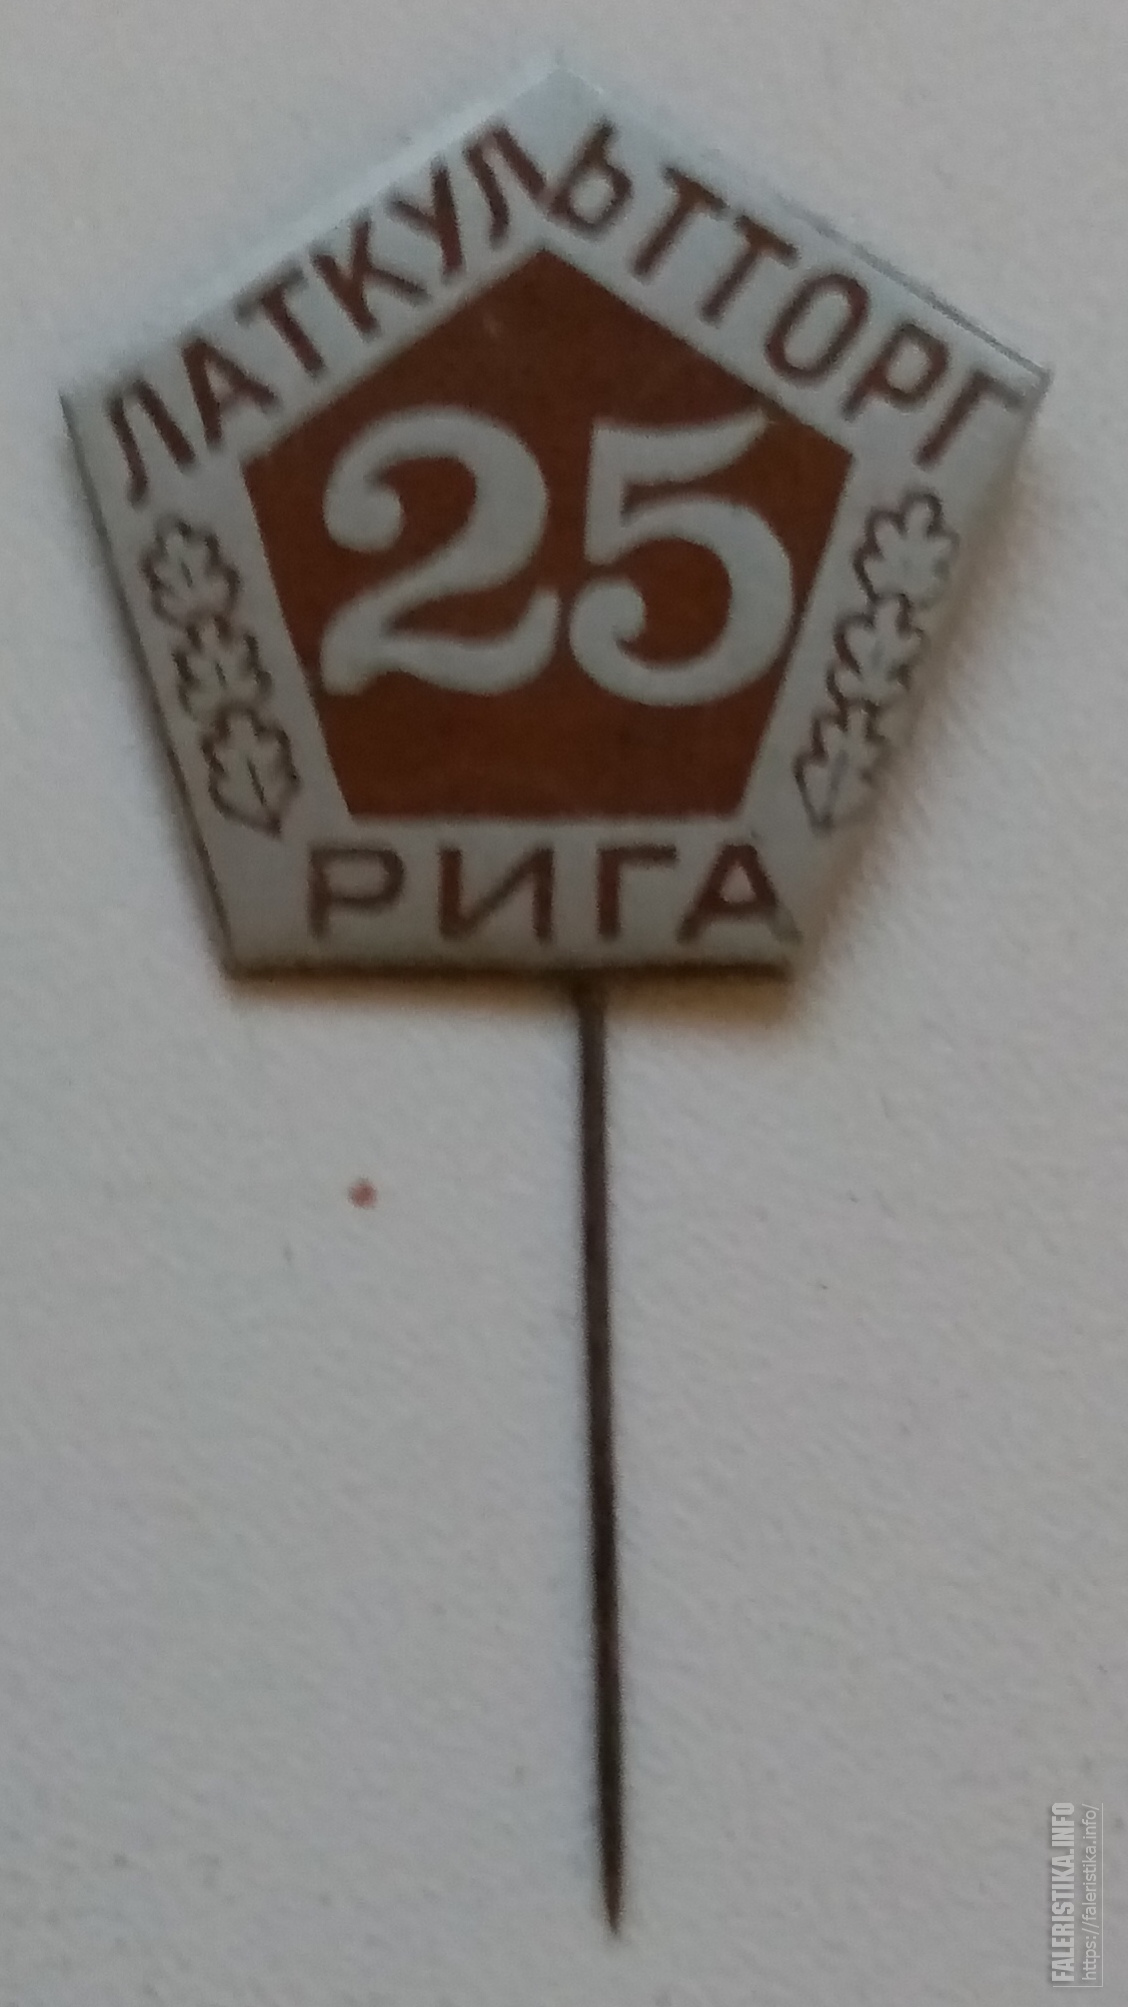 ЛАТКУЛЬТТОРГ
25
РИГА
FALERISTIKA.INFO
https://faleristika.info/